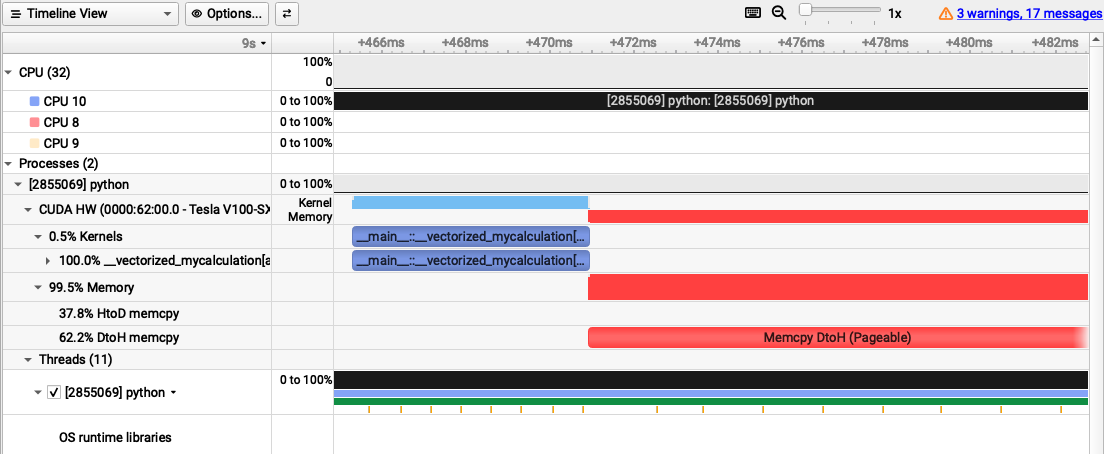 Timeline View Options... 1x 3 warnings, 17 messages
9s +466ms +468ms +470ms +472ms +474ms +476ms +478ms +480ms +482ms
CPU (32) 100%
0
CPU 10 0 to 100% [2855069] python: [2855069] python
CPU 8 0 to 100%
CPU 9 0 to 100%
Processes (2)
[2855069] python 0 to 100%
CUDA HW (0000:62:00.0 - Tesla V100-SX Kernel
Memory
0.5% Kernels __main__::__vectorized_mycalculation[...
100.0% __vectorized_mycalculation[a __main__::__vectorized_mycalculation[...
99.5% Memory
37.8% HtoD memcpy
62.2% DtoH memcpy Memcpy DtoH (Pageable)
Threads (11)
[2855069] python 0 to 100%
OS runtime libraries